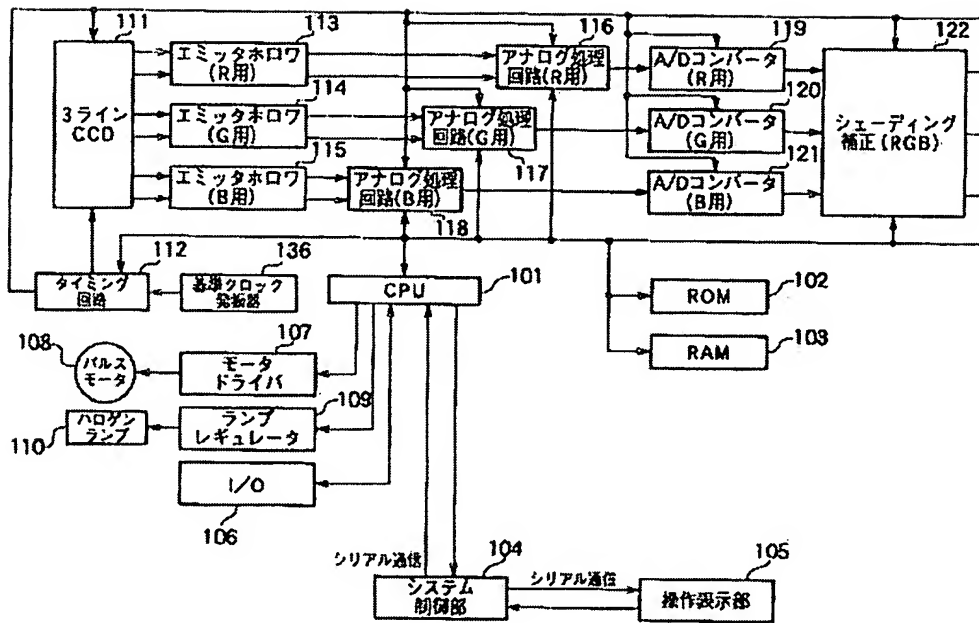 111
113
116
119
122
3ライン
CCD
エミッタホロワ
(R用)
アナログ処理
回路(R用)
A/Dコンバータ
(R用)
シェーディング
補正(RGB)
114
エミッタホロワ
(G用)
アナログ処理
回路(G用)
117
120
A/Dコンバータ
(G用)
115
エミッタホロワ
(B用)
アナログ処理
回路(B用)
118
121
A/Dコンバータ
(B用)
112
タイミング
回路
136
基準クロック
発振器
101
CPU
102
ROM
103
RAM
108
パルス
モータ
107
モータ
ドライバ
109
ランプ
レギュレータ
ハロゲン
ランプ
110
I/O
106
シリアル通信
104
システム
制御部
シリアル通信
105
操作表示部